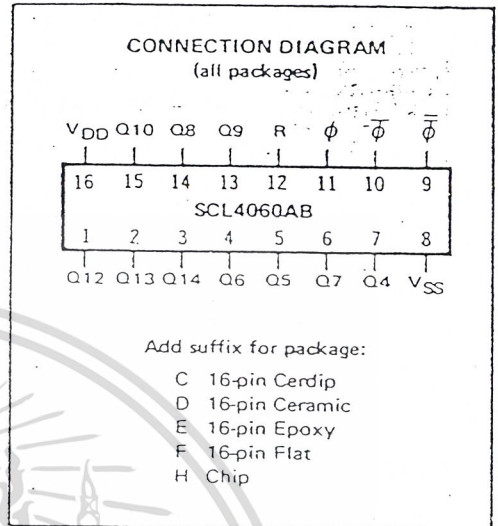 CONNECTION DIAGRAM
(all packages)
VDD Q10 Q8 Q9 R ϕ ϕ̅ ϕ̿
16 15 14 13 12 11 10 9
SCL4060AB
1 2 3 4 5 6 7 8
Q12 Q13 Q14 Q6 Q5 Q7 Q4 VSS
Add suffix for package:
C 16-pin Cerdip
D 16-pin Ceramic
E 16-pin Epoxy
F 16-pin Flat
H Chip